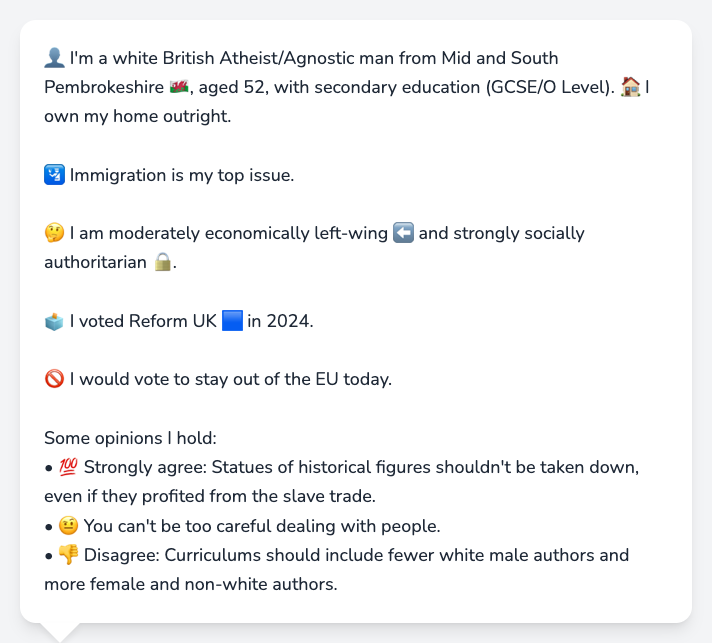 👤 I'm a white British Atheist/Agnostic man from Mid and South
Pembrokeshire 🏴󠁧󠁢󠁷󠁬󠁳󠁿, aged 52, with secondary education (GCSE/O Level). 🏠 I
own my home outright.
🛂 Immigration is my top issue.
🤔 I am moderately economically left-wing ⬅️ and strongly socially
authoritarian 🔒.
🗳️ I voted Reform UK 🟦 in 2024.
🚫 I would vote to stay out of the EU today.
Some opinions I hold:
• 💯 Strongly agree: Statues of historical figures shouldn't be taken down,
even if they profited from the slave trade.
• 🤨 You can't be too careful dealing with people.
• 👎 Disagree: Curriculums should include fewer white male authors and
more female and non-white authors.